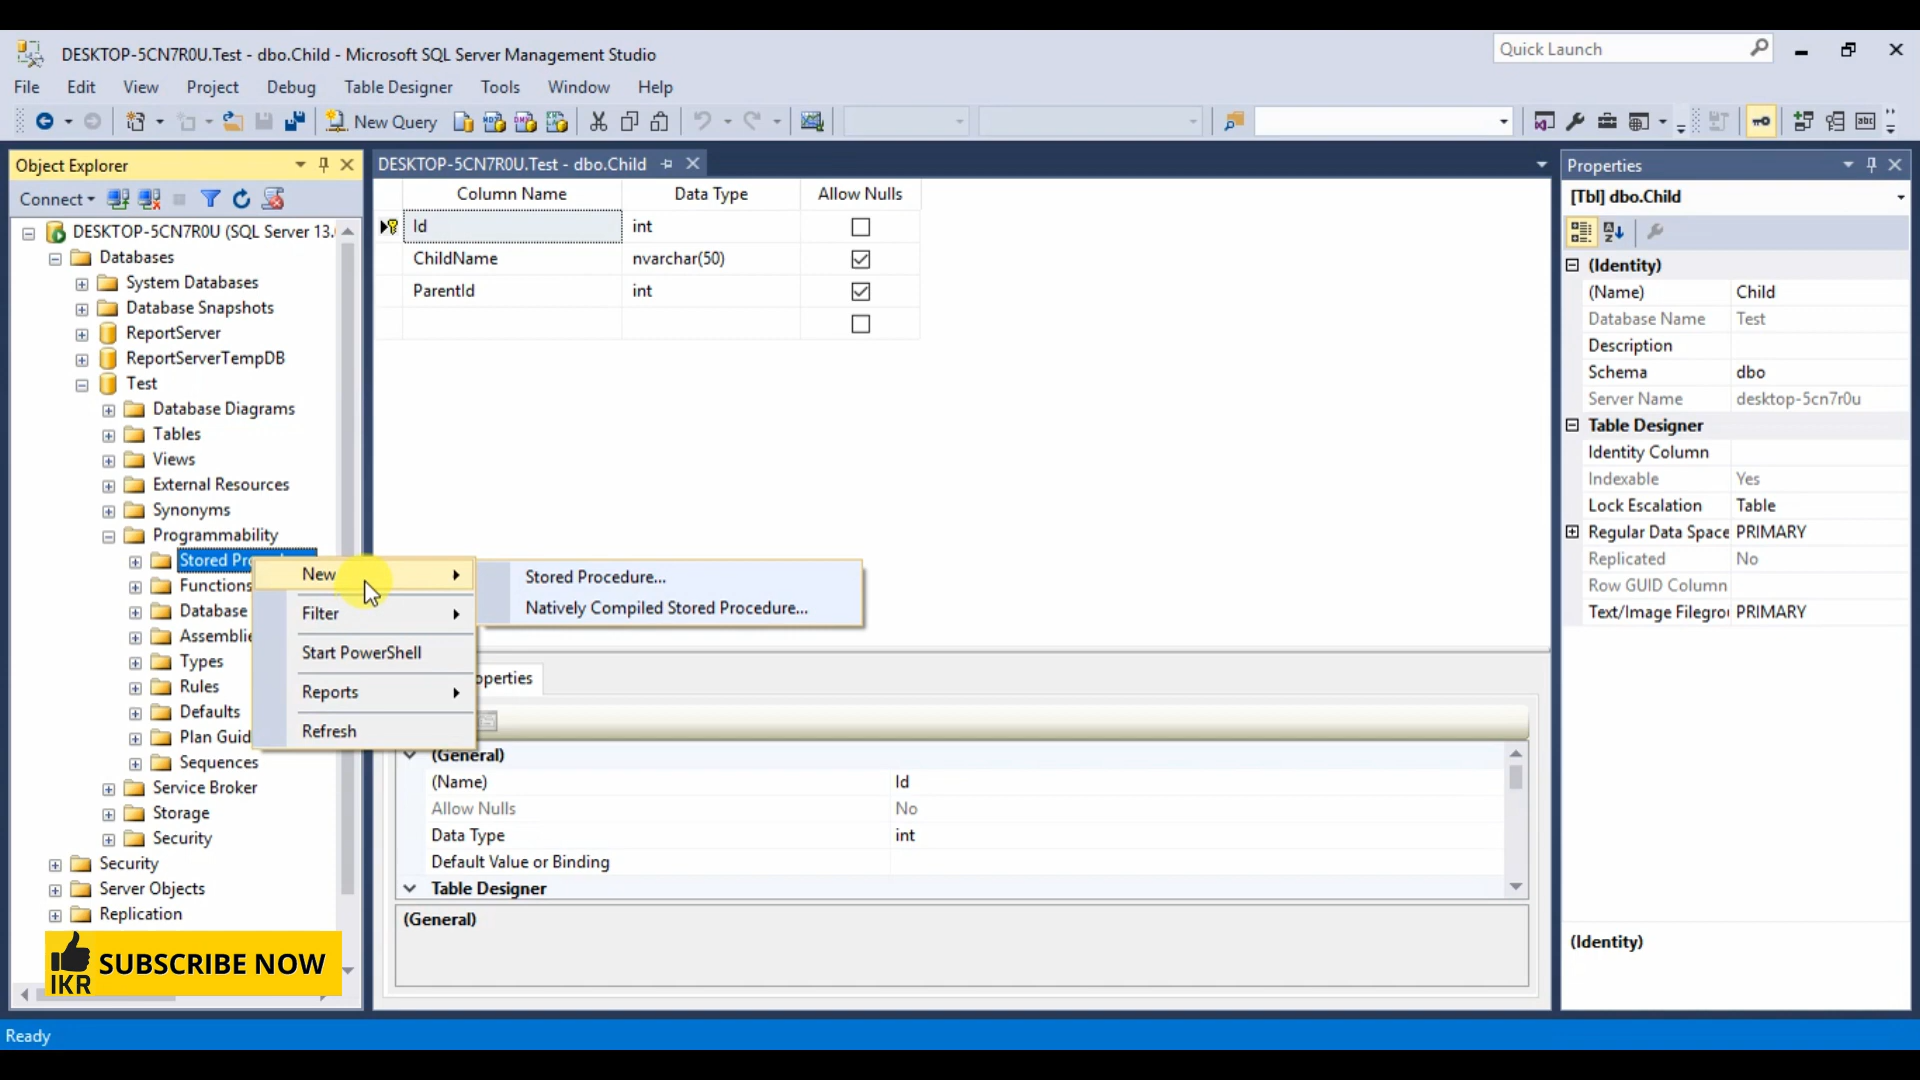 DESKTOP-5CN7R0U.Test - dbo.Child - Microsoft SQL Server Management Studio
Quick Launch
File Edit View Project Debug Table Designer Tools Window Help
New Query
Object Explorer
Connect
DESKTOP-5CN7R0U (SQL Server 13.
Databases
System Databases
Database Snapshots
ReportServer
ReportServerTempDB
Test
Database Diagrams
Tables
Views
External Resources
Synonyms
Programmability
Stored Pro
Functions
Database
Assemblie
Types
Rules
Defaults
Plan Guid
Sequences
Service Broker
Storage
Security
Security
Server Objects
Replication
SUBSCRIBE NOW
IKR
New
Filter
Start PowerShell
Reports
Refresh
Stored Procedure...
Natively Compiled Stored Procedure...
DESKTOP-5CN7R0U.Test - dbo.Child
Column Name Data Type Allow Nulls
Id int
ChildName nvarchar(50)
ParentId int
operties
(General)
(Name) Id
Allow Nulls No
Data Type int
Default Value or Binding
Table Designer
(General)
Properties
[Tbl] dbo.Child
(Identity)
(Name) Child
Database Name Test
Description
Schema dbo
Server Name desktop-5cn7r0u
Table Designer
Identity Column
Indexable Yes
Lock Escalation Table
Regular Data Space PRIMARY
Replicated No
Row GUID Column
Text/Image Filegrou PRIMARY
(Identity)
Ready